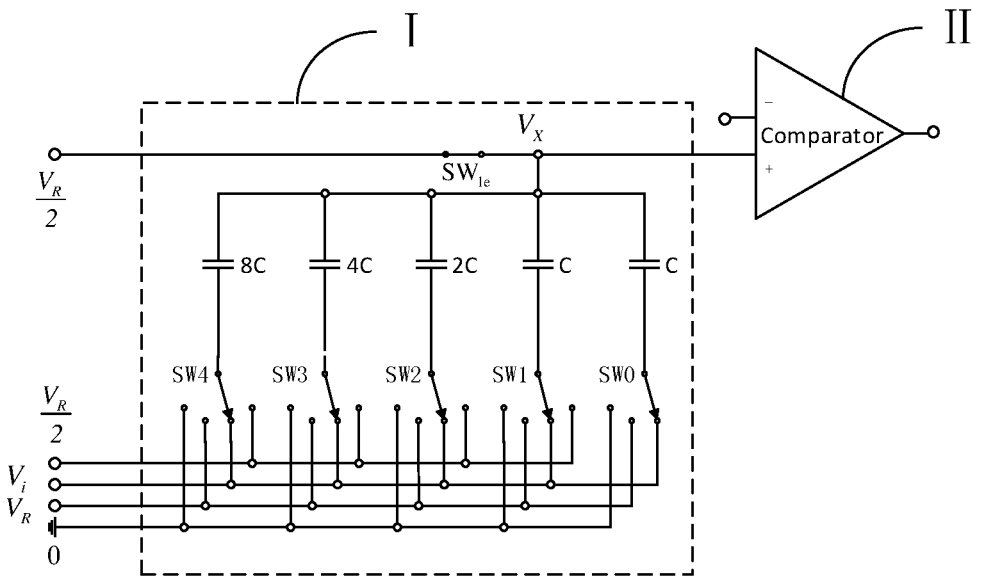 I
II
V_X
−
Comparator
+
V_R/2
SW_1e
8C
4C
2C
C
C
SW4
SW3
SW2
SW1
SW0
V_R/2
V_i
V_R
0